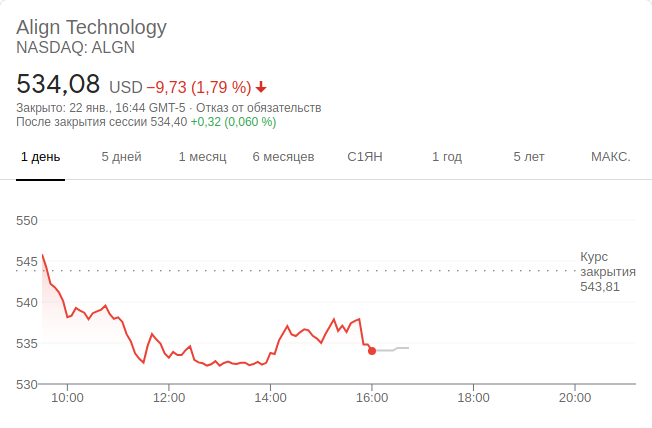 Align Technology
NASDAQ: ALGN
534,08 USD −9,73 (1,79 %)
Закрыто: 22 янв., 16:44 GMT-5 · Отказ от обязательств
После закрытия сессии 534,40 +0,32 (0,060 %)
1 день 5 дней 1 месяц 6 месяцев С1ЯН 1 год 5 лет МАКС.
550
545
Курс
закрытия
543,81
540
535
530
10:00 12:00 14:00 16:00 18:00 20:00